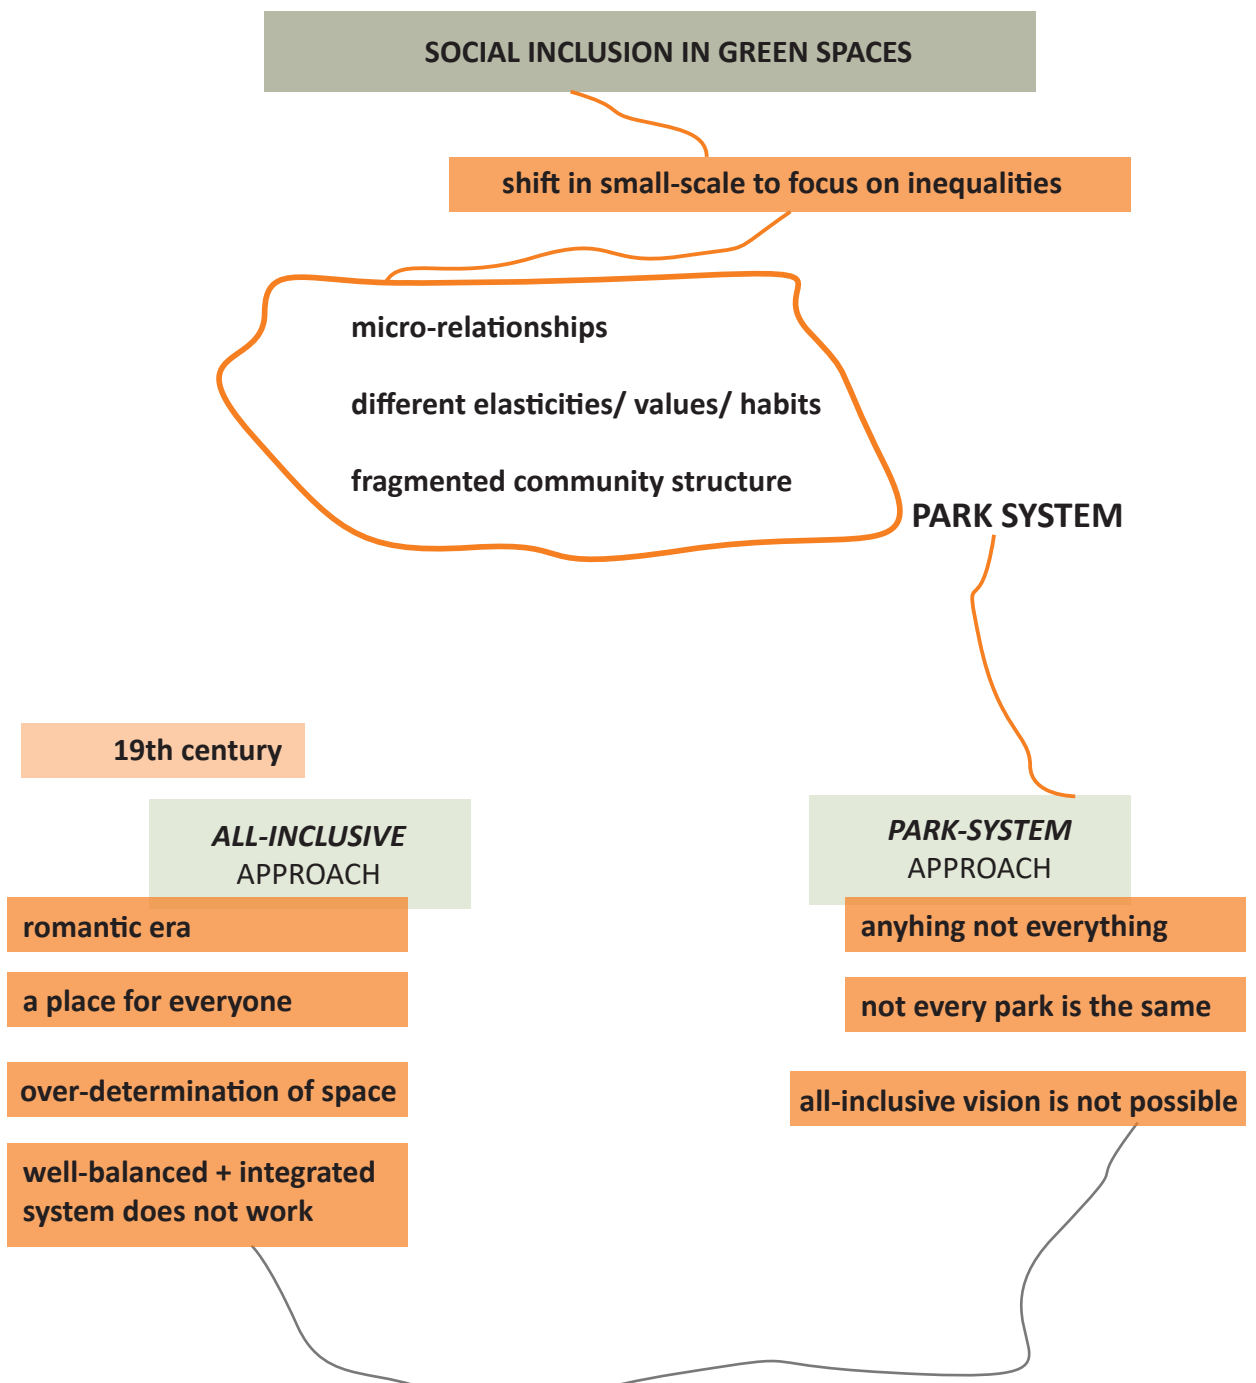 SOCIAL INCLUSION IN GREEN SPACES
shift in small-scale to focus on inequalities
micro-relationships
different elasticities/ values/ habits
fragmented community structure
PARK SYSTEM
19th century
ALL-INCLUSIVE
APPROACH
romantic era
a place for everyone
over-determination of space
well-balanced + integrated
system does not work
PARK-SYSTEM
APPROACH
anyhing not everything
not every park is the same
all-inclusive vision is not possible